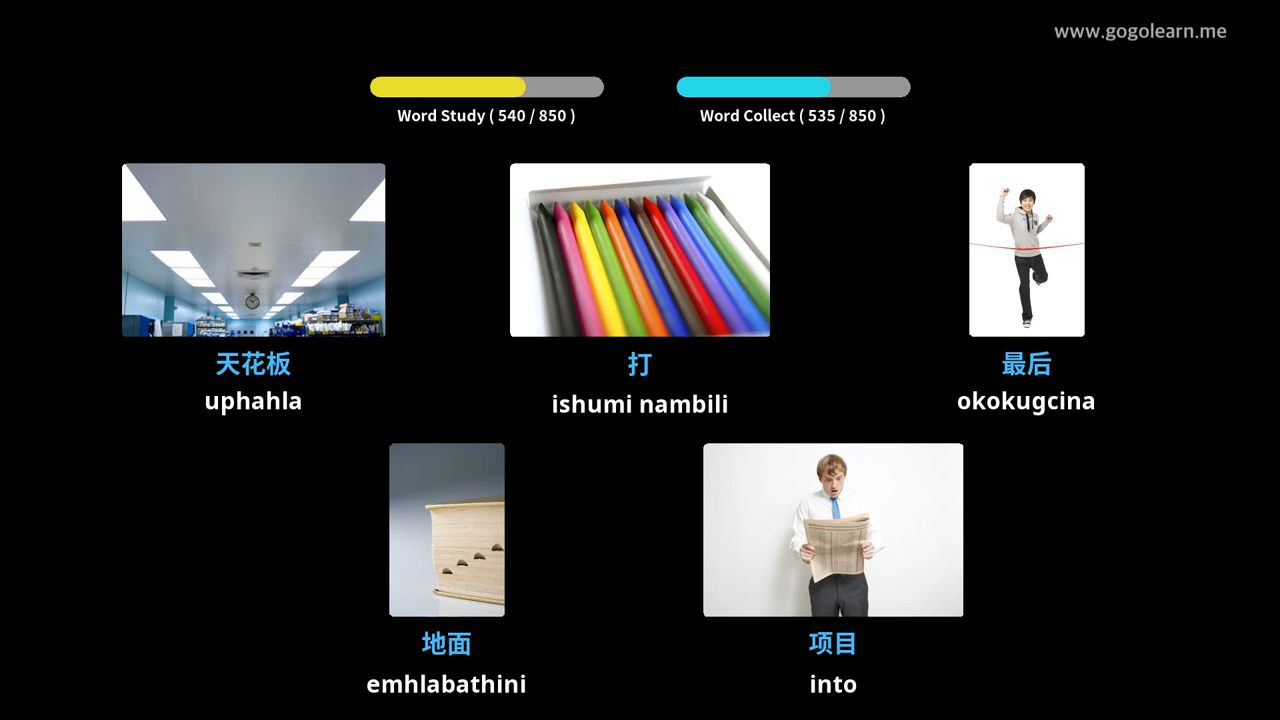 www.gogolearn.me
Word Study ( 540 / 850 )
Word Collect ( 535 / 850 )
天花板
uphahla
打
ishumi nambili
最后
okokugcina
地面
emhlabathini
项目
into